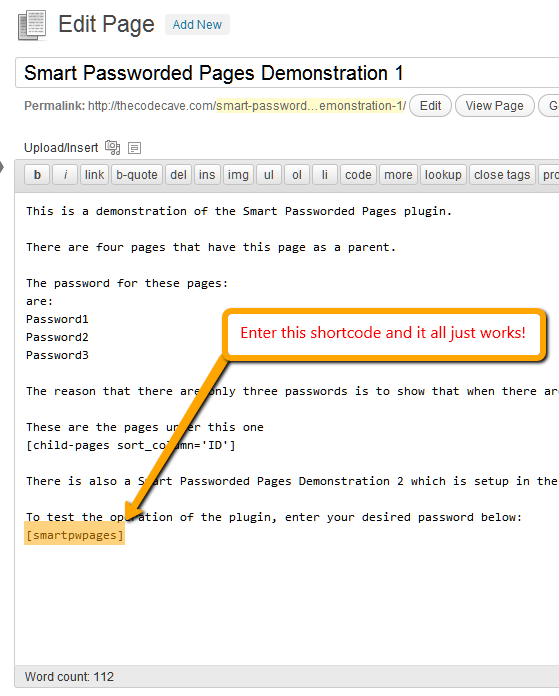 Edit Page Add New
Smart Passworded Pages Demonstration 1
Permalink: http://thecodecave.com/smart-password…emonstration-1/ Edit View Page G
Upload/Insert
b i link b-quote del ins img ul ol li code more lookup close tags pro
This is a demonstration of the Smart Passworded Pages plugin.
There are four pages that have this page as a parent.
The password for these pages:
are:
Password1
Password2
Password3
Enter this shortcode and it all just works!
The reason that there are only three passwords is to show that when there are
These are the pages under this one
[child-pages sort_column='ID']
There is also a Smart Passworded Pages Demonstration 2 which is setup in the
To test the operation of the plugin, enter your desired password below:
[smartpwpages]
Word count: 112